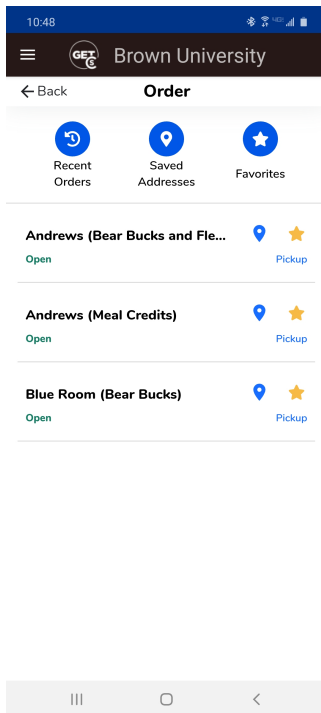 10:48
GET
Brown University
Back
Order
Recent
Orders
Saved
Addresses
Favorites
Andrews (Bear Bucks and Fle...
Open
Pickup
Andrews (Meal Credits)
Open
Pickup
Blue Room (Bear Bucks)
Open
Pickup